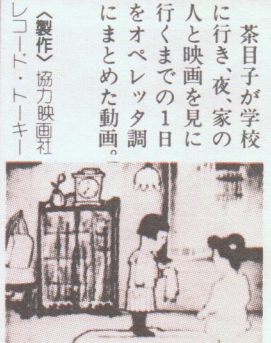 茶目子が学校
に行き、夜、家の
人と映画を見に
行くまでの1日
をオペレッタ調
にまとめた動画。
〈製作〉協力映画社
レコード・トーキー